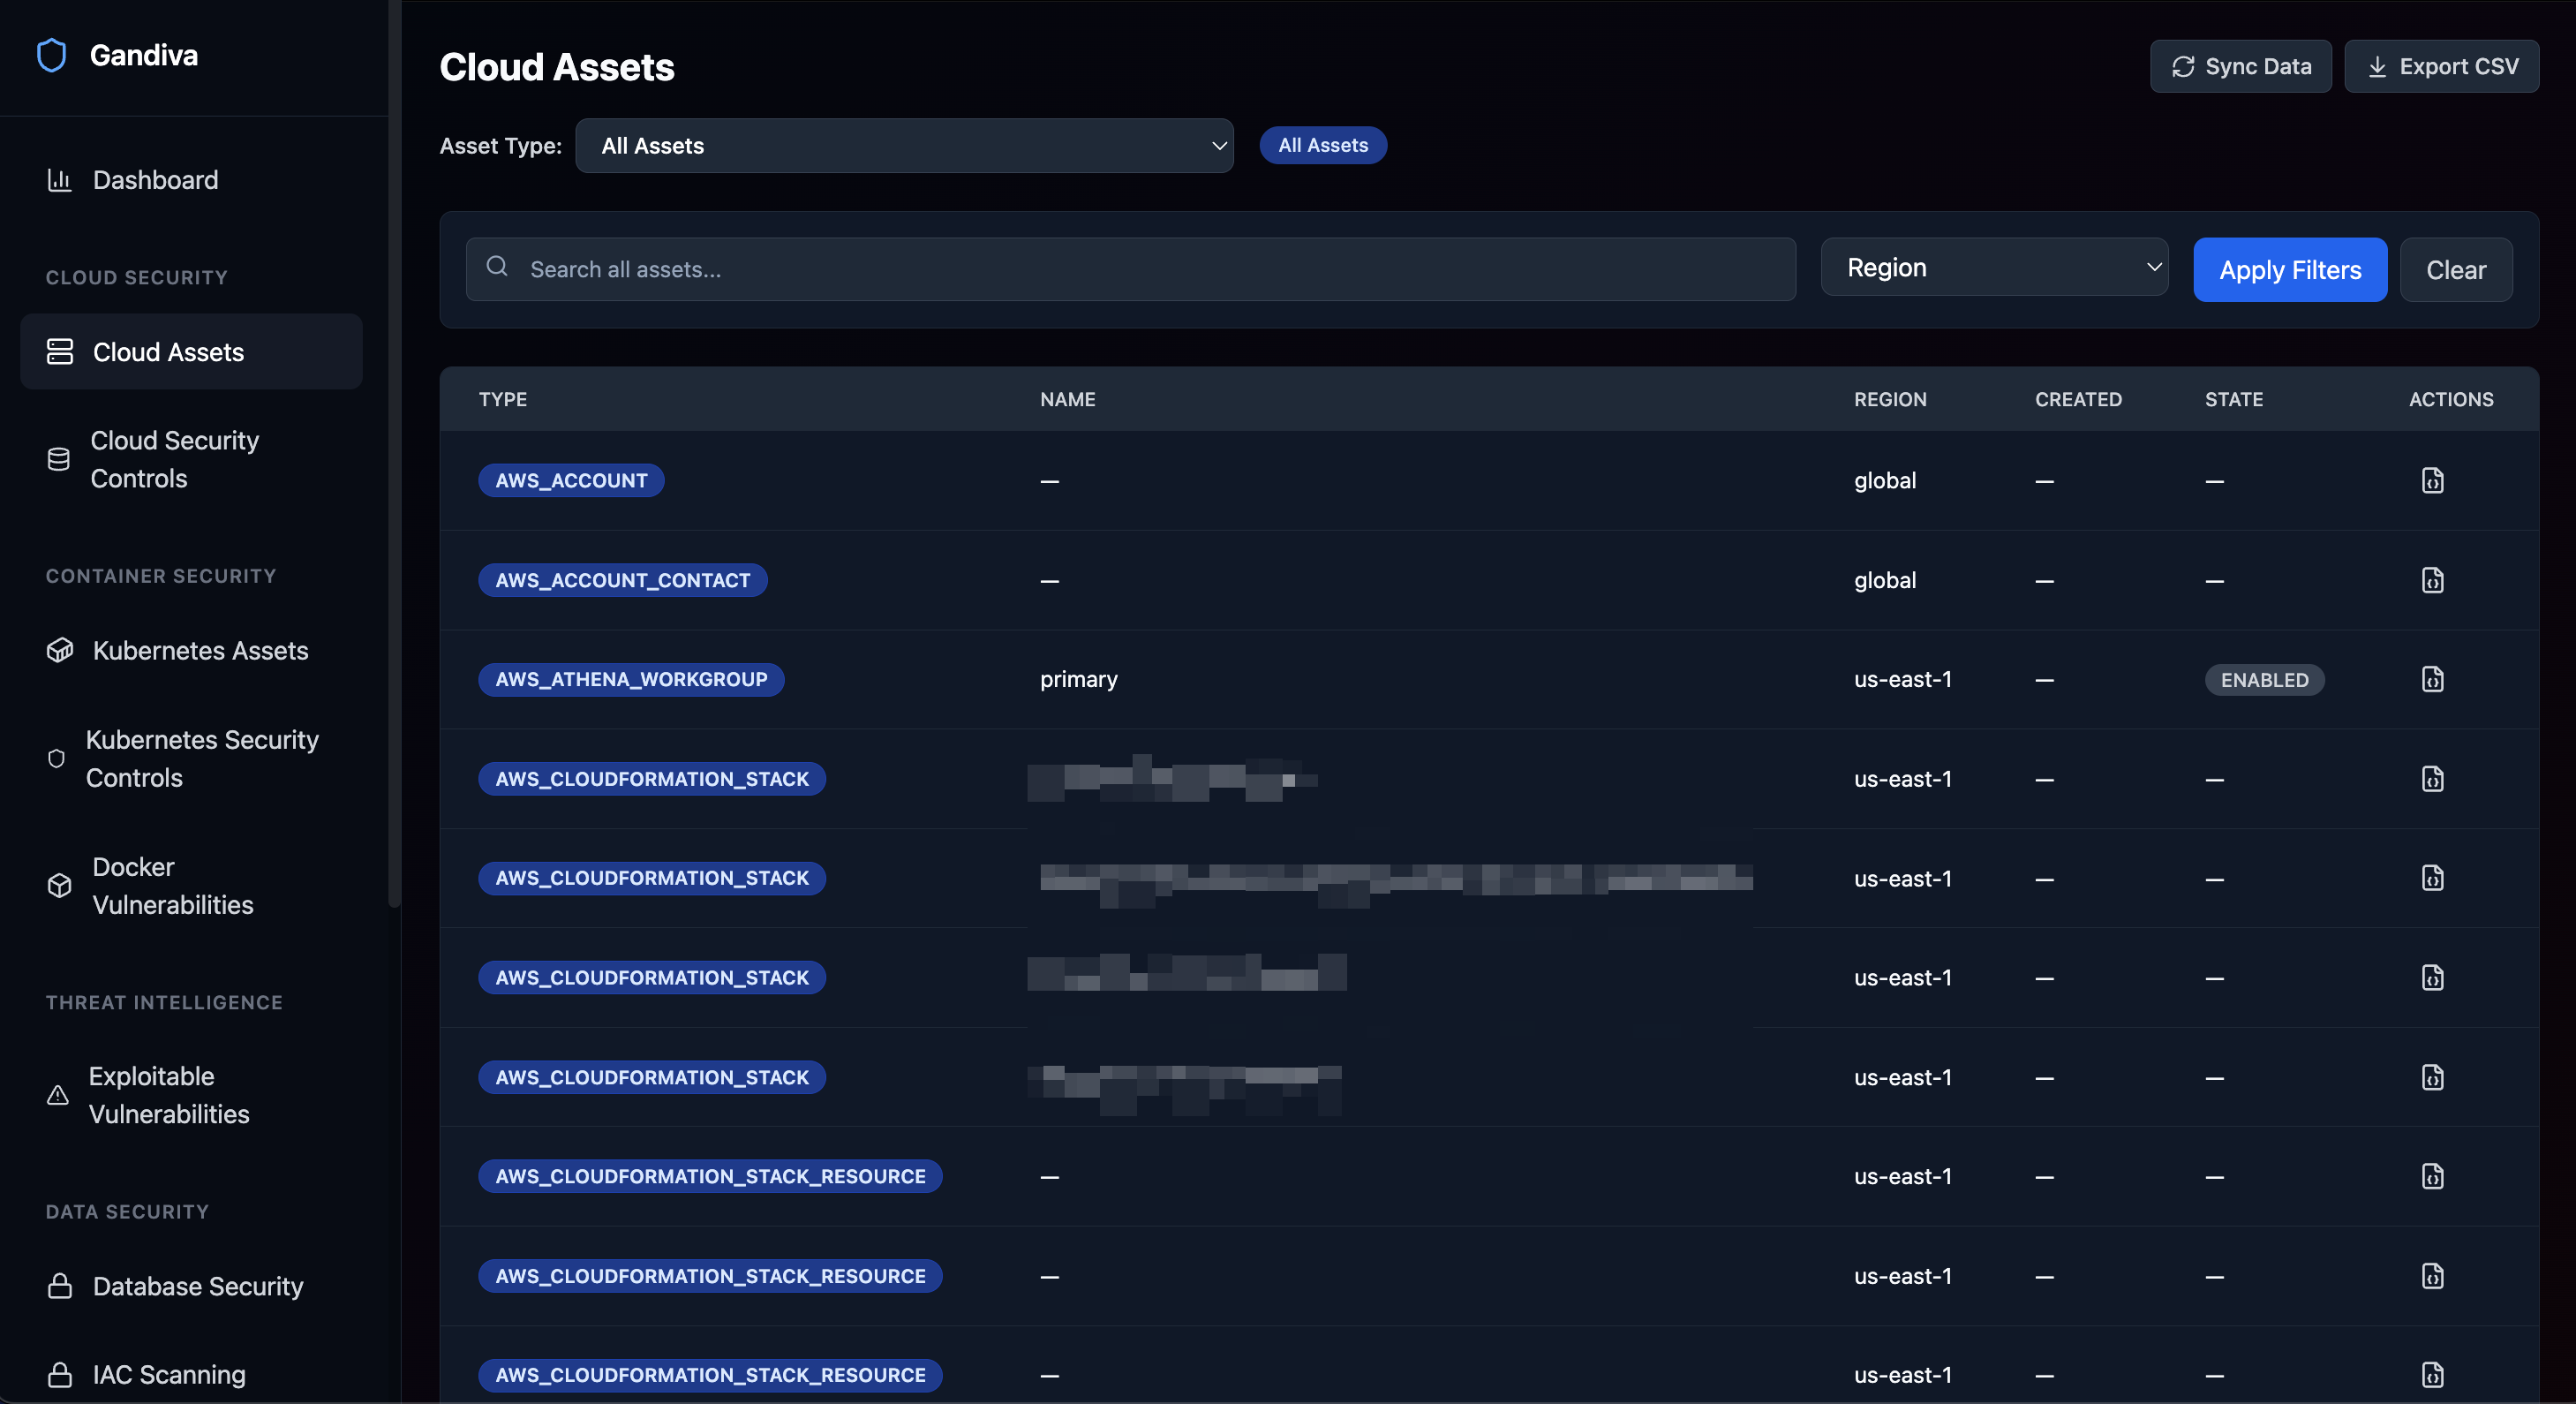 Gandiva
Dashboard
CLOUD SECURITY
Cloud Assets
Cloud Security
Controls
CONTAINER SECURITY
Kubernetes Assets
Kubernetes Security
Controls
Docker
Vulnerabilities
THREAT INTELLIGENCE
Exploitable
Vulnerabilities
DATA SECURITY
Database Security
IAC Scanning
Cloud Assets
Sync Data
Export CSV
Asset Type: All Assets All Assets
Search all assets...
Region
Apply Filters
Clear
TYPE NAME REGION CREATED STATE ACTIONS
AWS_ACCOUNT — global — —
AWS_ACCOUNT_CONTACT — global — —
AWS_ATHENA_WORKGROUP primary us-east-1 — ENABLED
AWS_CLOUDFORMATION_STACK us-east-1 — —
AWS_CLOUDFORMATION_STACK us-east-1 — —
AWS_CLOUDFORMATION_STACK us-east-1 — —
AWS_CLOUDFORMATION_STACK us-east-1 — —
AWS_CLOUDFORMATION_STACK_RESOURCE — us-east-1 — —
AWS_CLOUDFORMATION_STACK_RESOURCE — us-east-1 — —
AWS_CLOUDFORMATION_STACK_RESOURCE — us-east-1 — —